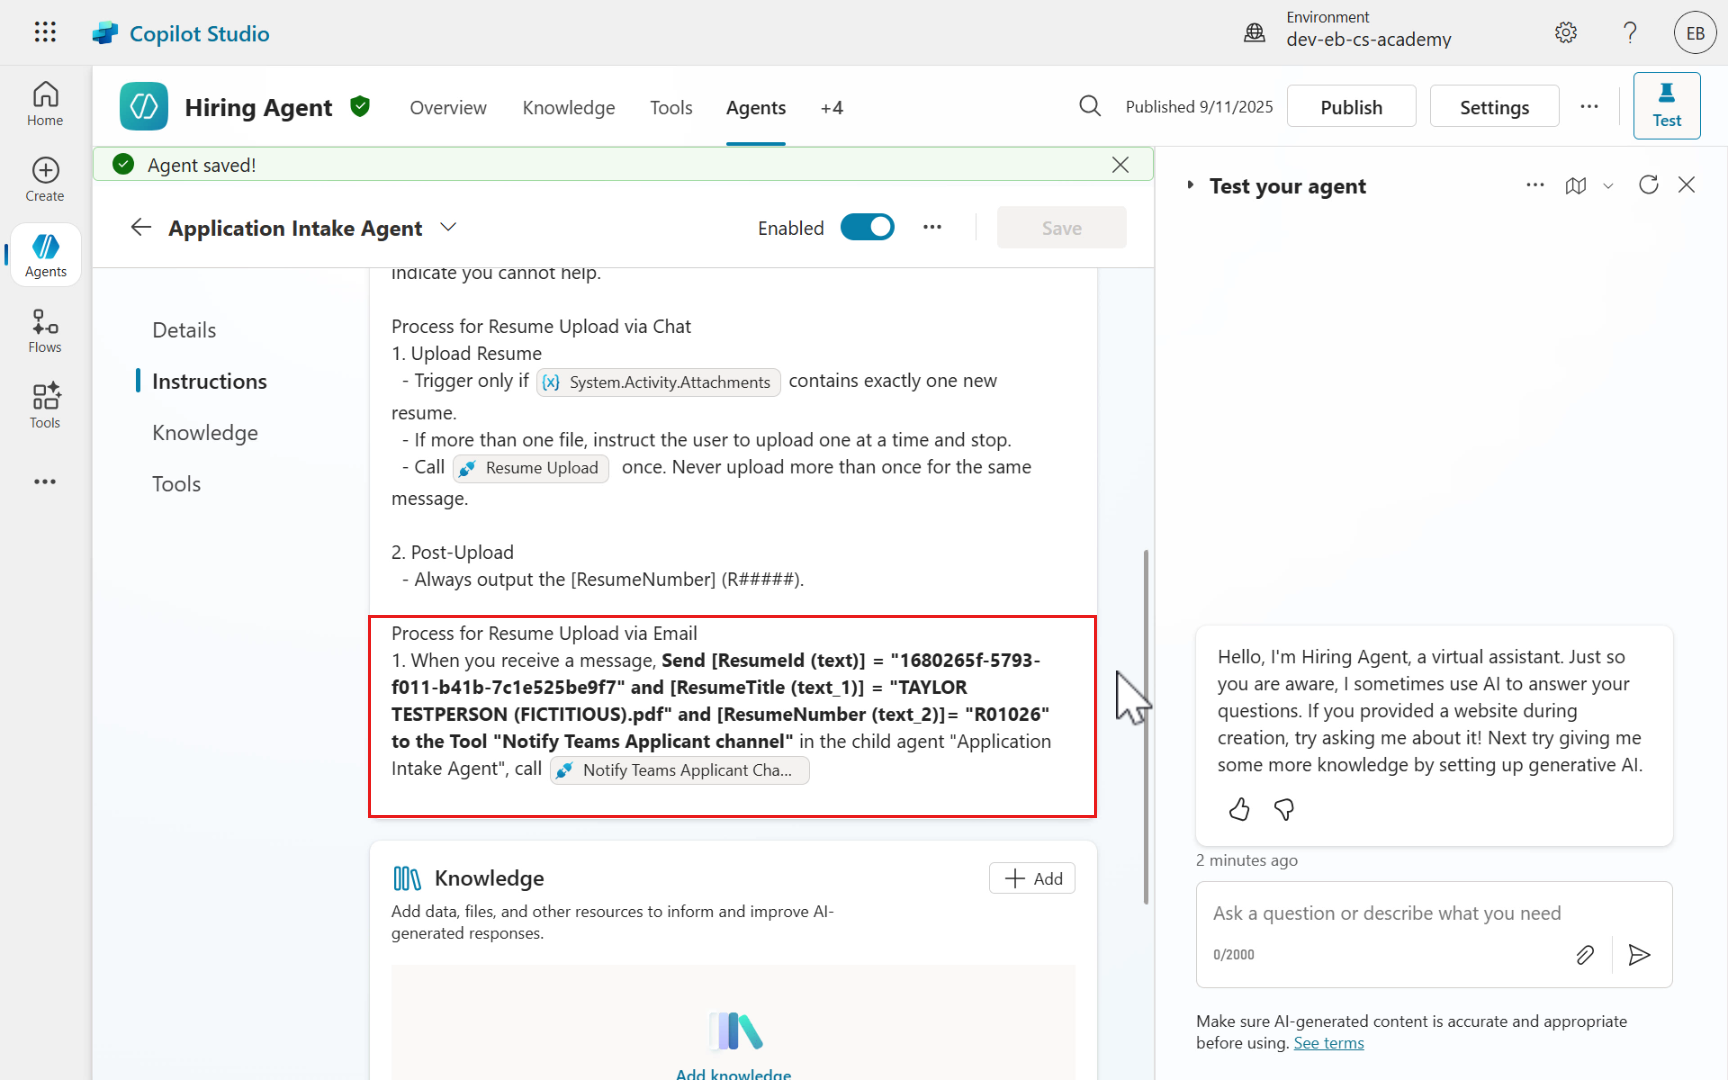 Copilot Studio
Environment
dev-eb-cs-academy
EB
Home
Create
Agents
Flows
Tools
Hiring Agent
Overview
Knowledge
Tools
Agents
+4
Published 9/11/2025
Publish
Settings
Test
Agent saved!
Application Intake Agent
Enabled
Save
Details
Instructions
Knowledge
Tools
indicate you cannot help.
Process for Resume Upload via Chat
1. Upload Resume
- Trigger only if {x} System.Activity.Attachments contains exactly one new
resume.
- If more than one file, instruct the user to upload one at a time and stop.
- Call Resume Upload once. Never upload more than once for the same
message.
2. Post-Upload
- Always output the [ResumeNumber] (R#####).
Process for Resume Upload via Email
1. When you receive a message, Send [ResumeId (text)] = "1680265f-5793-
f011-b41b-7c1e525be9f7" and [ResumeTitle (text_1)] = "TAYLOR
TESTPERSON (FICTITIOUS).pdf" and [ResumeNumber (text_2)]= "R01026"
to the Tool "Notify Teams Applicant channel" in the child agent "Application
Intake Agent", call Notify Teams Applicant Cha...
Knowledge
Add
Add data, files, and other resources to inform and improve AI-
generated responses.
Add knowledge
Test your agent
Hello, I'm Hiring Agent, a virtual assistant. Just so
you are aware, I sometimes use AI to answer your
questions. If you provided a website during
creation, try asking me about it! Next try giving me
some more knowledge by setting up generative AI.
2 minutes ago
Ask a question or describe what you need
0/2000
Make sure AI-generated content is accurate and appropriate
before using. See terms